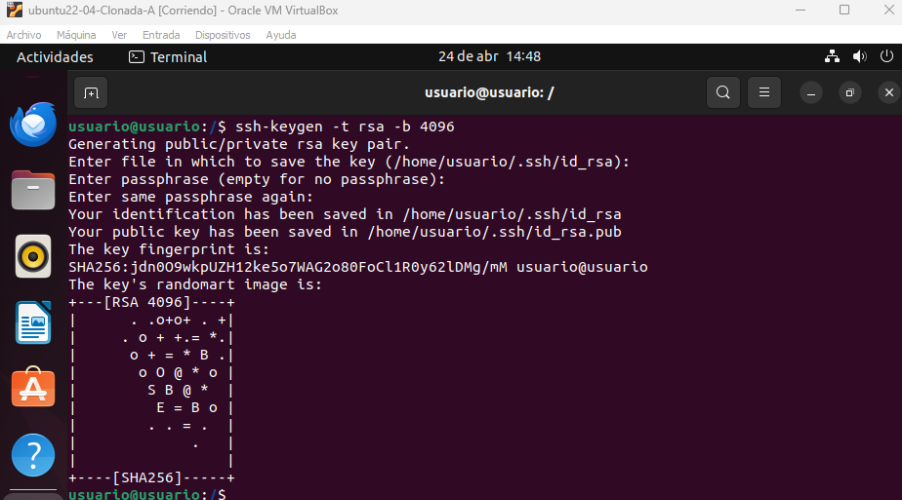 ubuntu22-04-Clonada-A [Corriendo] - Oracle VM VirtualBox
Archivo Máquina Ver Entrada Dispositivos Ayuda
Actividades Terminal 24 de abr 14:48
usuario@usuario: /
usuario@usuario:/$ ssh-keygen -t rsa -b 4096
Generating public/private rsa key pair.
Enter file in which to save the key (/home/usuario/.ssh/id_rsa):
Enter passphrase (empty for no passphrase):
Enter same passphrase again:
Your identification has been saved in /home/usuario/.ssh/id_rsa
Your public key has been saved in /home/usuario/.ssh/id_rsa.pub
The key fingerprint is:
SHA256:jdn0O9wkpUZH12ke5o7WAG2o80FoCl1R0y62lDMg/mM usuario@usuario
The key's randomart image is:
+---[RSA 4096]----+
|      . .o+o+ . +|
|     . o + +.= *.|
|      o + = * B .|
|       o O @ * o |
|        S B @ *  |
|         E = B o |
|        . . = .  |
|             .   |
|                 |
+----[SHA256]-----+
usuario@usuario:/$